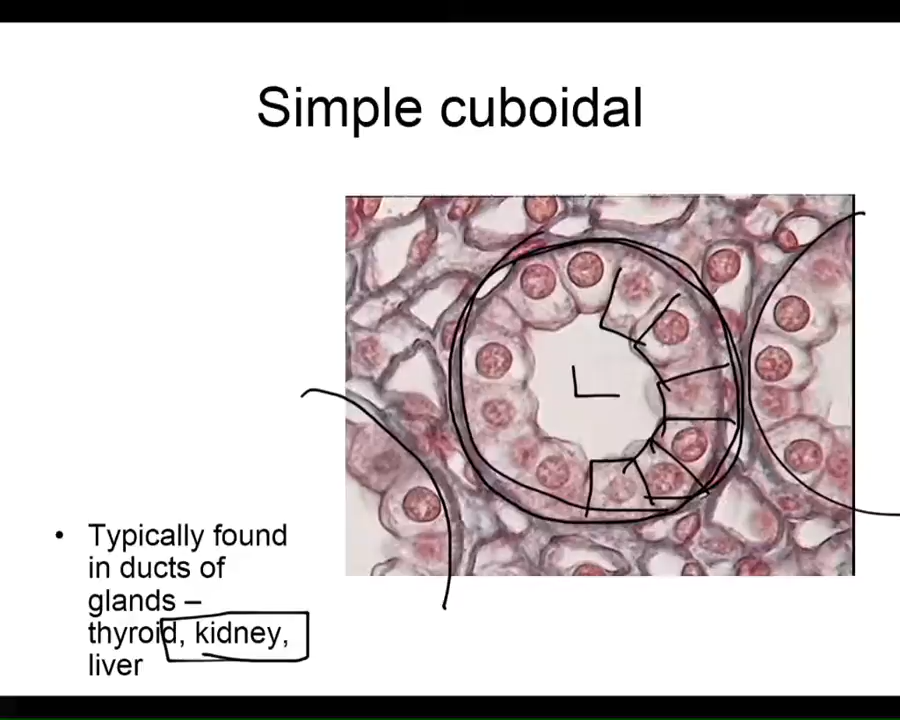 Simple cuboidal
L
• Typically found
in ducts of
glands –
thyroid, kidney,
liver